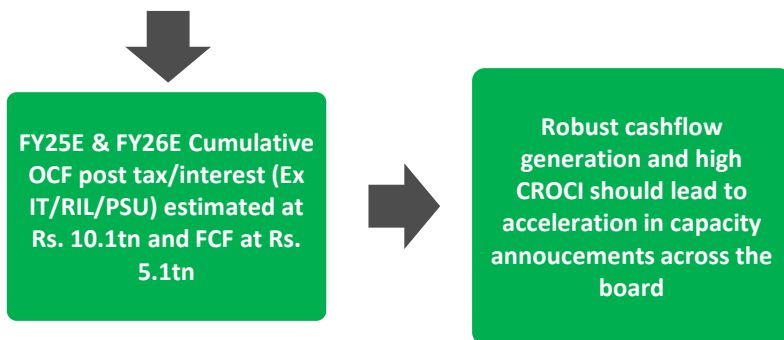 FY25E & FY26E Cumulative
OCF post tax/interest (Ex
IT/RIL/PSU) estimated at
Rs. 10.1tn and FCF at Rs.
5.1tn
Robust cashflow
generation and high
CROCI should lead to
acceleration in capacity
annoucements across the
board